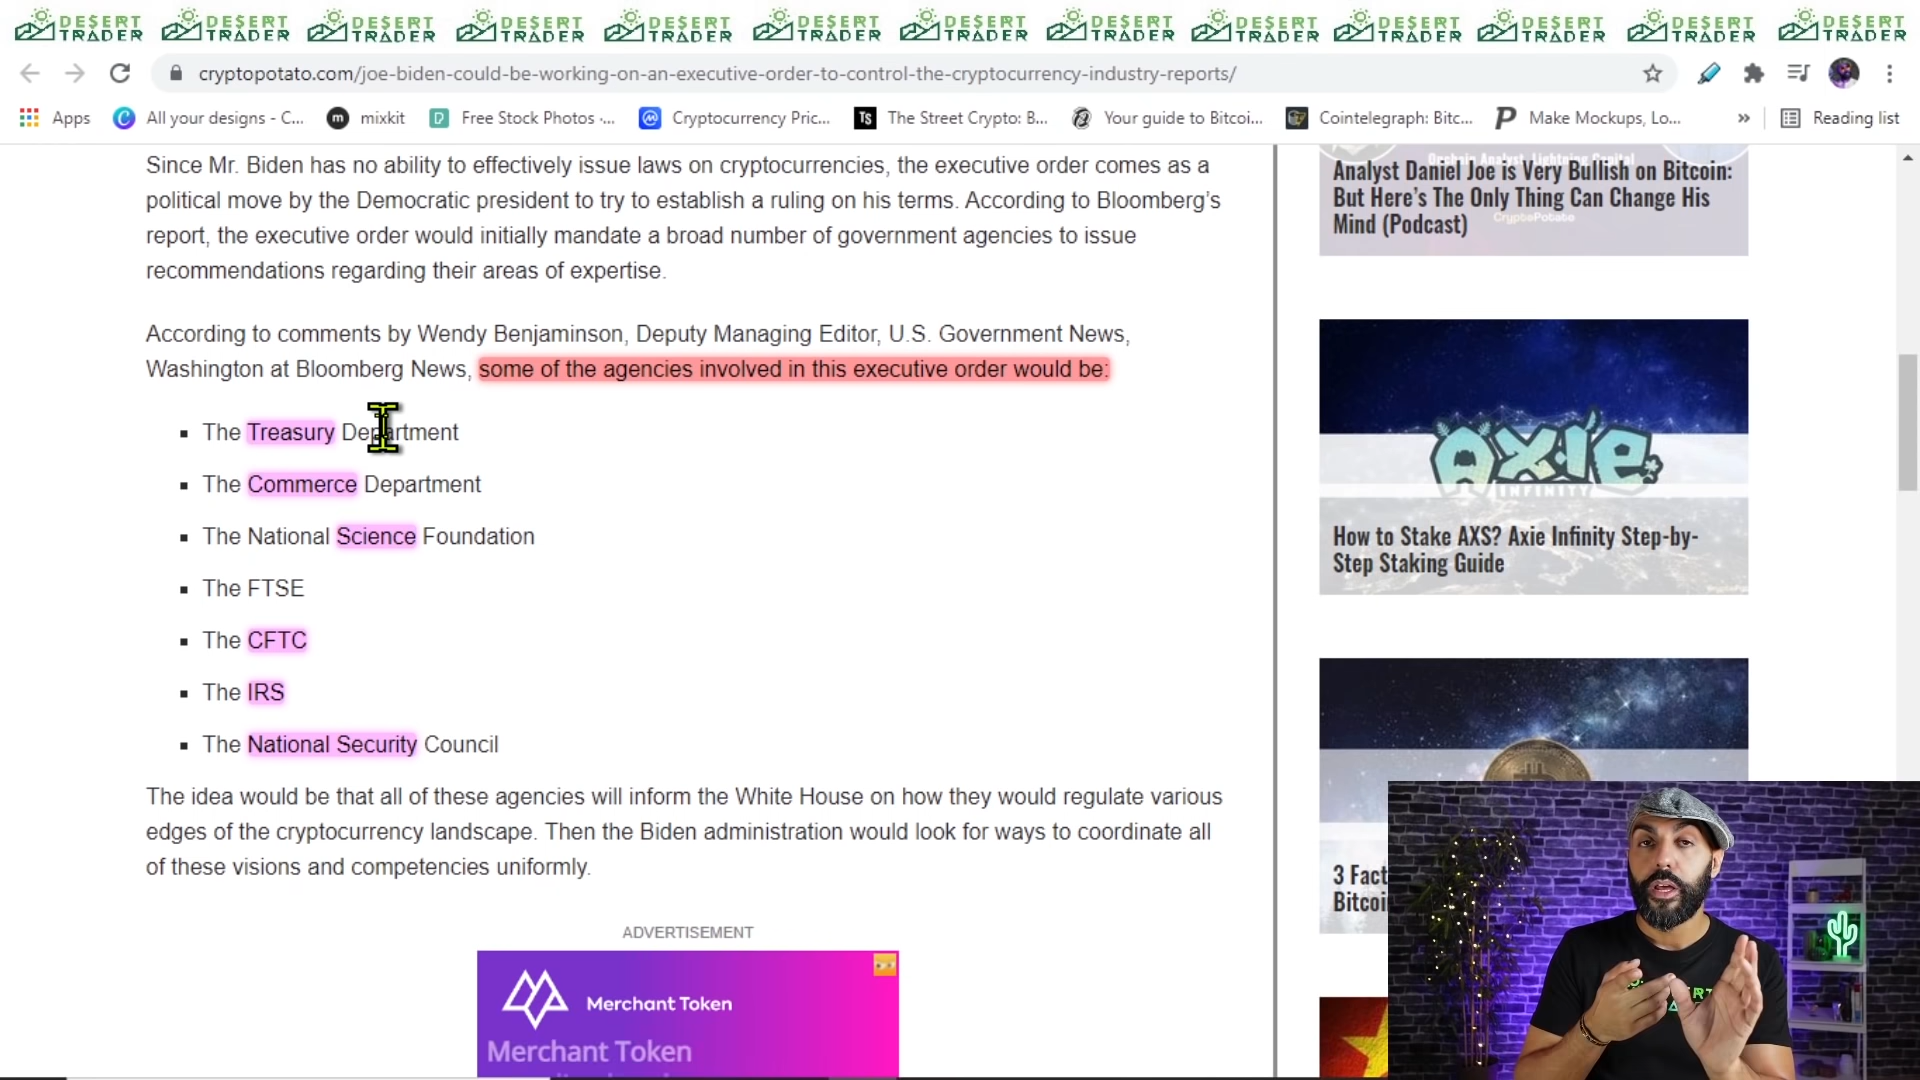 DESERT TRADER DESERT TRADER DESERT TRADER DESERT TRADER DESERT TRADER DESERT TRADER DESERT TRADER DESERT TRADER DESERT TRADER DESERT TRADER DESERT TRADER DESERT TRADER DESERT TRADER
cryptopotato.com/joe-biden-could-be-working-on-an-executive-order-to-control-the-cryptocurrency-industry-reports/
Apps All your designs - C... m mixkit Free Stock Photos ·... Cryptocurrency Pric... TS The Street Crypto: B... Your guide to Bitcoi... Cointelegraph: Bitc... P Make Mockups, Lo... » Reading list
Since Mr. Biden has no ability to effectively issue laws on cryptocurrencies, the executive order comes as a
political move by the Democratic president to try to establish a ruling on his terms. According to Bloomberg's
report, the executive order would initially mandate a broad number of government agencies to issue
recommendations regarding their areas of expertise.
According to comments by Wendy Benjaminson, Deputy Managing Editor, U.S. Government News,
Washington at Bloomberg News, some of the agencies involved in this executive order would be:
▪ The Treasury Department
▪ The Commerce Department
▪ The National Science Foundation
▪ The FTSE
▪ The CFTC
▪ The IRS
▪ The National Security Council
The idea would be that all of these agencies will inform the White House on how they would regulate various
edges of the cryptocurrency landscape. Then the Biden administration would look for ways to coordinate all
of these visions and competencies uniformly.
ADVERTISEMENT
Merchant Token
Merchant Token
Onchain Analyst, Lightning Capital
Analyst Daniel Joe is Very Bullish on Bitcoin:
But Here's The Only Thing Can Change His
Mind (Podcast)
CryptoPotato
AXIE
INFINITY
How to Stake AXS? Axie Infinity Step-by-
Step Staking Guide
3 Fact
Bitcoi